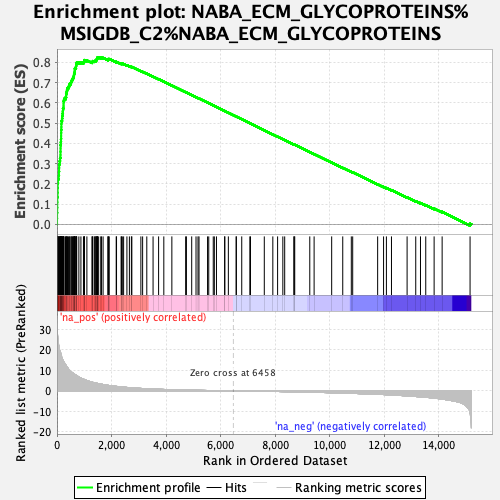 Enrichment plot: NABA_ECM_GLYCOPROTEINS%
MSIGDB_C2%NABA_ECM_GLYCOPROTEINS
Enrichment score (ES)
0.8
0.7
0.6
0.5
0.4
0.3
0.2
0.1
0.0
'na_pos' (positively correlated)
Ranked list metric (PreRanked)
30
20
10
0
-10
-20
Zero cross at 6458
'na_neg' (negatively correlated)
0
2,000
4,000
6,000
8,000
10,000
12,000
14,000
Rank in Ordered Dataset
Enrichment profile
Hits
Ranking metric scores